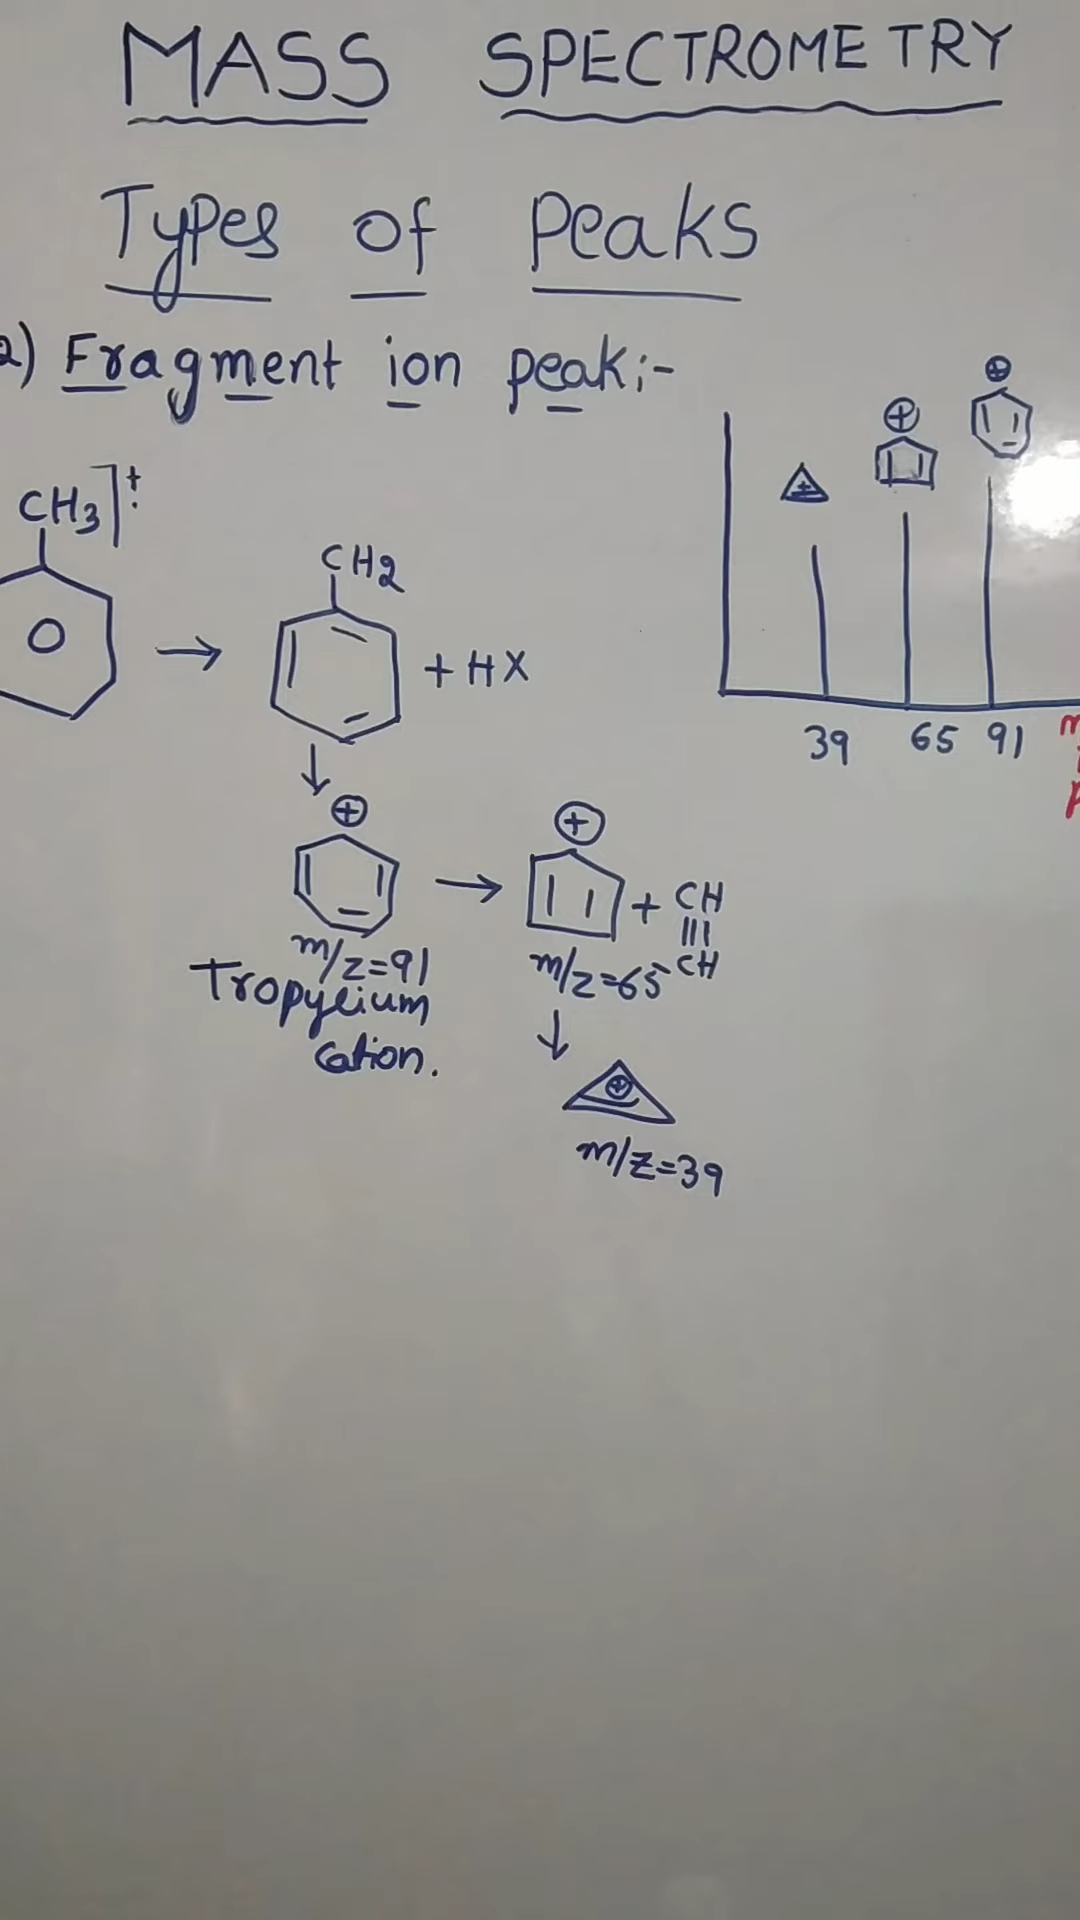 MASS SPECTROMETRY
Types of Peaks
2) Fragment ion peak:-
CH3]+.
CH2
+ HX
39 65 91
m/z=91
Tropylium
Cation.
m/z=65
+ CH
CH
m/z=39